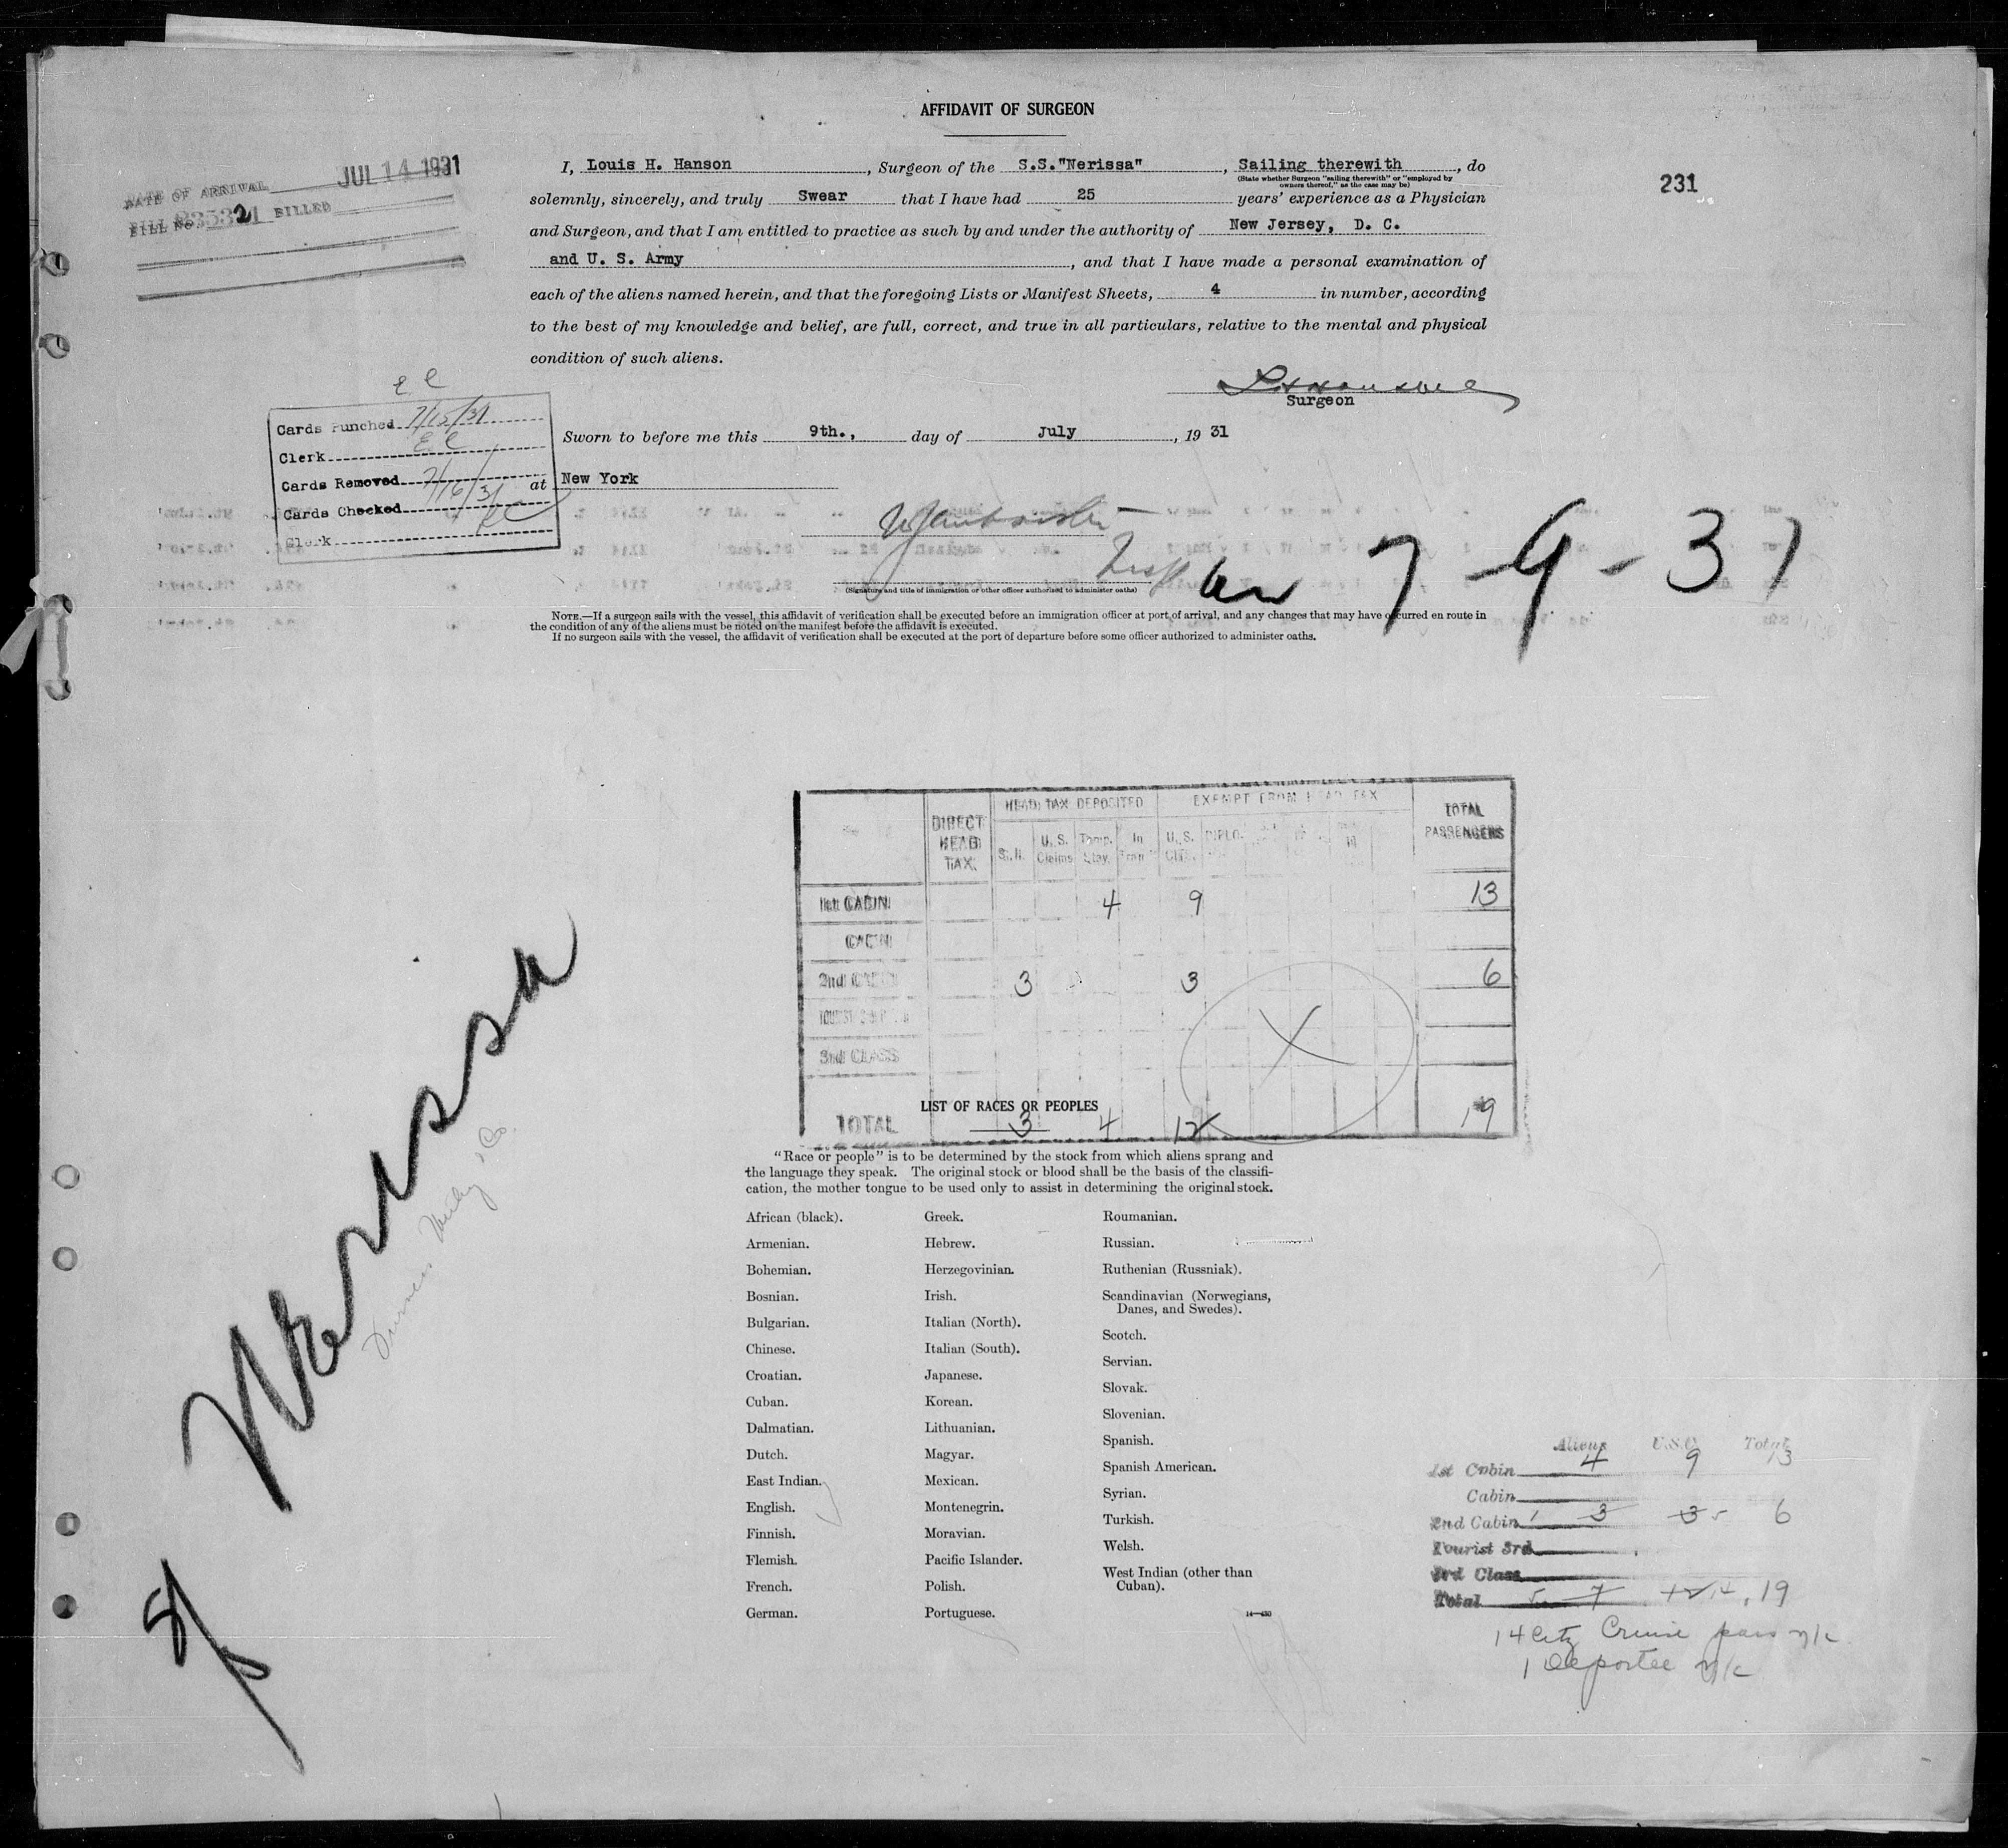 AFFIDAVIT OF SURGEON
DATE OF ARRIVAL JUL 14 1931
BILL No. BILLED
231
I, Louis H. Hanson, Surgeon of the S.S."Nerissa", Sailing therewith, do
(State whether Surgeon "sailing therewith" or "employed by
owners thereof," as the case may be)
solemnly, sincerely, and truly Swear that I have had 25 years' experience as a Physician
and Surgeon, and that I am entitled to practice as such by and under the authority of New Jersey, D. C.
and U. S. Army, and that I have made a personal examination of
each of the aliens named herein, and that the foregoing Lists or Manifest Sheets, 4 in number, according
to the best of my knowledge and belief, are full, correct, and true in all particulars, relative to the mental and physical
condition of such aliens.
Surgeon
Sworn to before me this 9th., day of July, 19 31
at New York
Cards Punched 7/15/31
Clerk E C
Cards Removed 7/16/31
Cards Checked
Clerk
7-9-31
(Signature and title of immigration or other officer authorized to administer oaths)
NOTE.—If a surgeon sails with the vessel, this affidavit of verification shall be executed before an immigration officer at port of arrival, and any changes that may have occurred en route in
the condition of any of the aliens must be noted on the manifest before the affidavit is executed.
If no surgeon sails with the vessel, the affidavit of verification shall be executed at the port of departure before some officer authorized to administer oaths.
DIRECT HEAD TAX.
HEAD TAX DEPOSITED
EXEMPT FROM HEAD TAX
TOTAL PASSENGERS
U. S. Claims
Temp. Stay
In
U. S. CIT.
DIPLO.
1st CABIN 4 9 13
CABIN
2nd CABIN 3 3 6
3rd CLASS
TOTAL 3 4 12 19
LIST OF RACES OR PEOPLES
"Race or people" is to be determined by the stock from which aliens sprang and
the language they speak. The original stock or blood shall be the basis of the classifi-
cation, the mother tongue to be used only to assist in determining the original stock.
African (black).
Armenian.
Bohemian.
Bosnian.
Bulgarian.
Chinese.
Croatian.
Cuban.
Dalmatian.
Dutch.
East Indian.
English.
Finnish.
Flemish.
French.
German.
Greek.
Hebrew.
Herzegovinian.
Irish.
Italian (North).
Italian (South).
Japanese.
Korean.
Lithuanian.
Magyar.
Mexican.
Montenegrin.
Moravian.
Pacific Islander.
Polish.
Portuguese.
Roumanian.
Russian.
Ruthenian (Russniak).
Scandinavian (Norwegians,
Danes, and Swedes).
Scotch.
Servian.
Slovak.
Slovenian.
Spanish.
Spanish American.
Syrian.
Turkish.
Welsh.
West Indian (other than
Cuban).
Nerissa
Aliens U.S.C. Total
1st Cabin 4 9 13
Cabin
2nd Cabin 1 3 3 5 6
Tourist 3rd
3rd Class
Total 5 7 12 14 19
14 Citz Cruise pass n/c
1 Deportee n/c